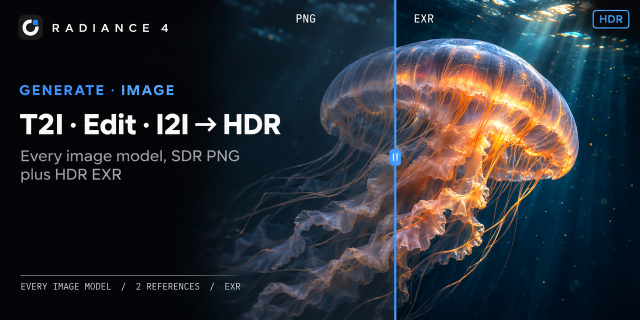 RADIANCE 4
PNG
EXR
HDR
GENERATE · IMAGE
T2I · Edit · I2I → HDR
Every image model, SDR PNG
plus HDR EXR
EVERY IMAGE MODEL / 2 REFERENCES / EXR